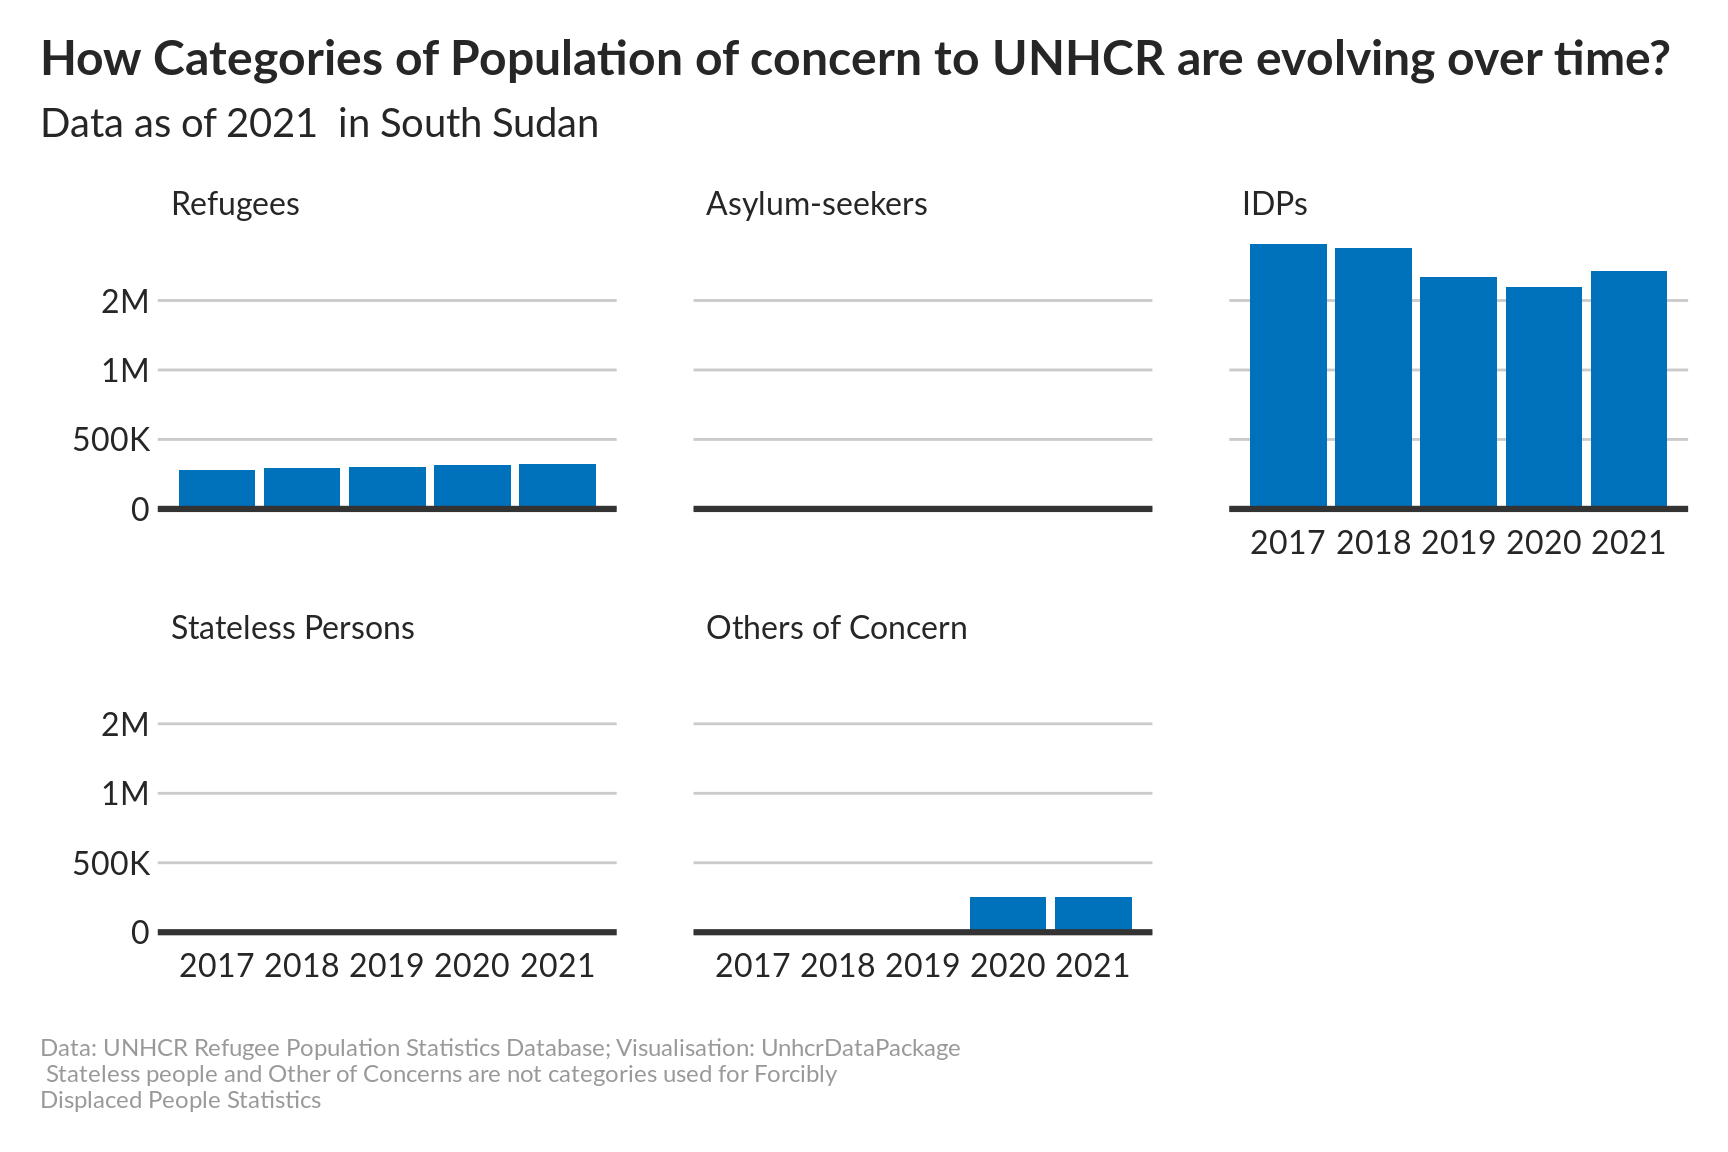 How Categories of Population of concern to UNHCR are evolving over time?
Data as of 2021  in South Sudan
Refugees
Asylum-seekers
IDPs
2M
1M
500K
0
2017 2018 2019 2020 2021
Stateless Persons
Others of Concern
2M
1M
500K
0
2017 2018 2019 2020 2021
2017 2018 2019 2020 2021
Data: UNHCR Refugee Population Statistics Database; Visualisation: UnhcrDataPackage
Stateless people and Other of Concerns are not categories used for Forcibly
Displaced People Statistics